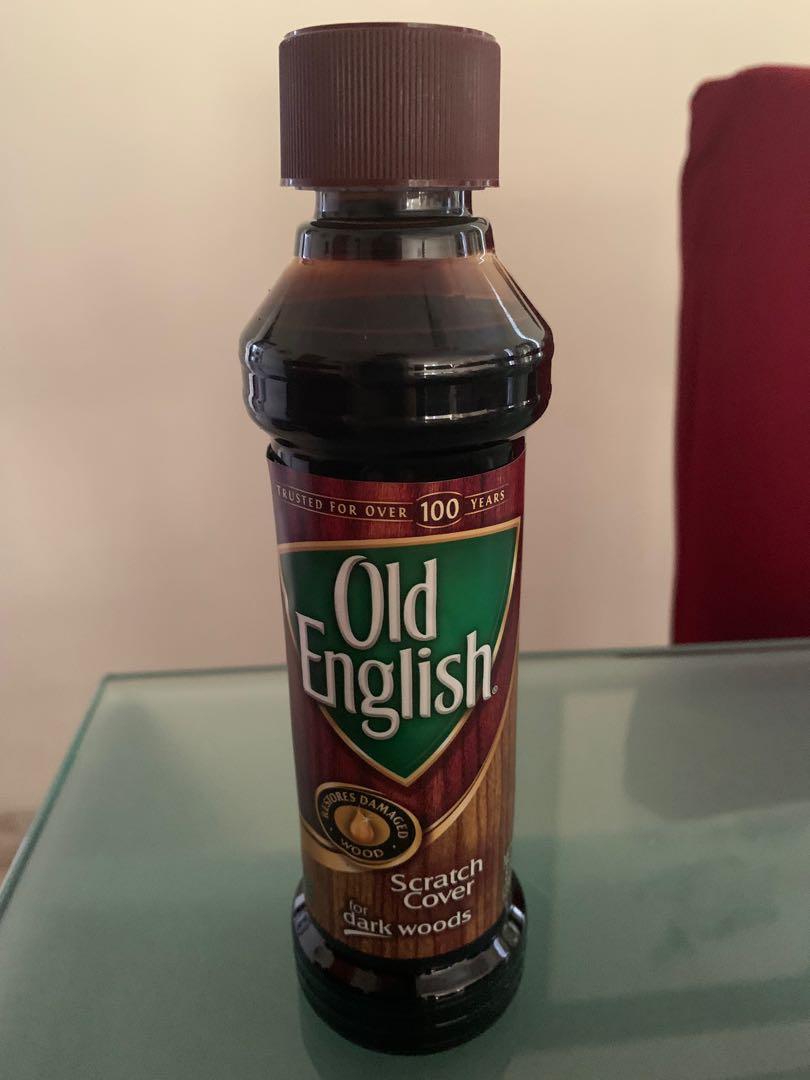 TRUSTED FOR OVER 100 YEARS
Old
English®
RESTORES DAMAGED
WOOD
Scratch
Cover
for
dark woods